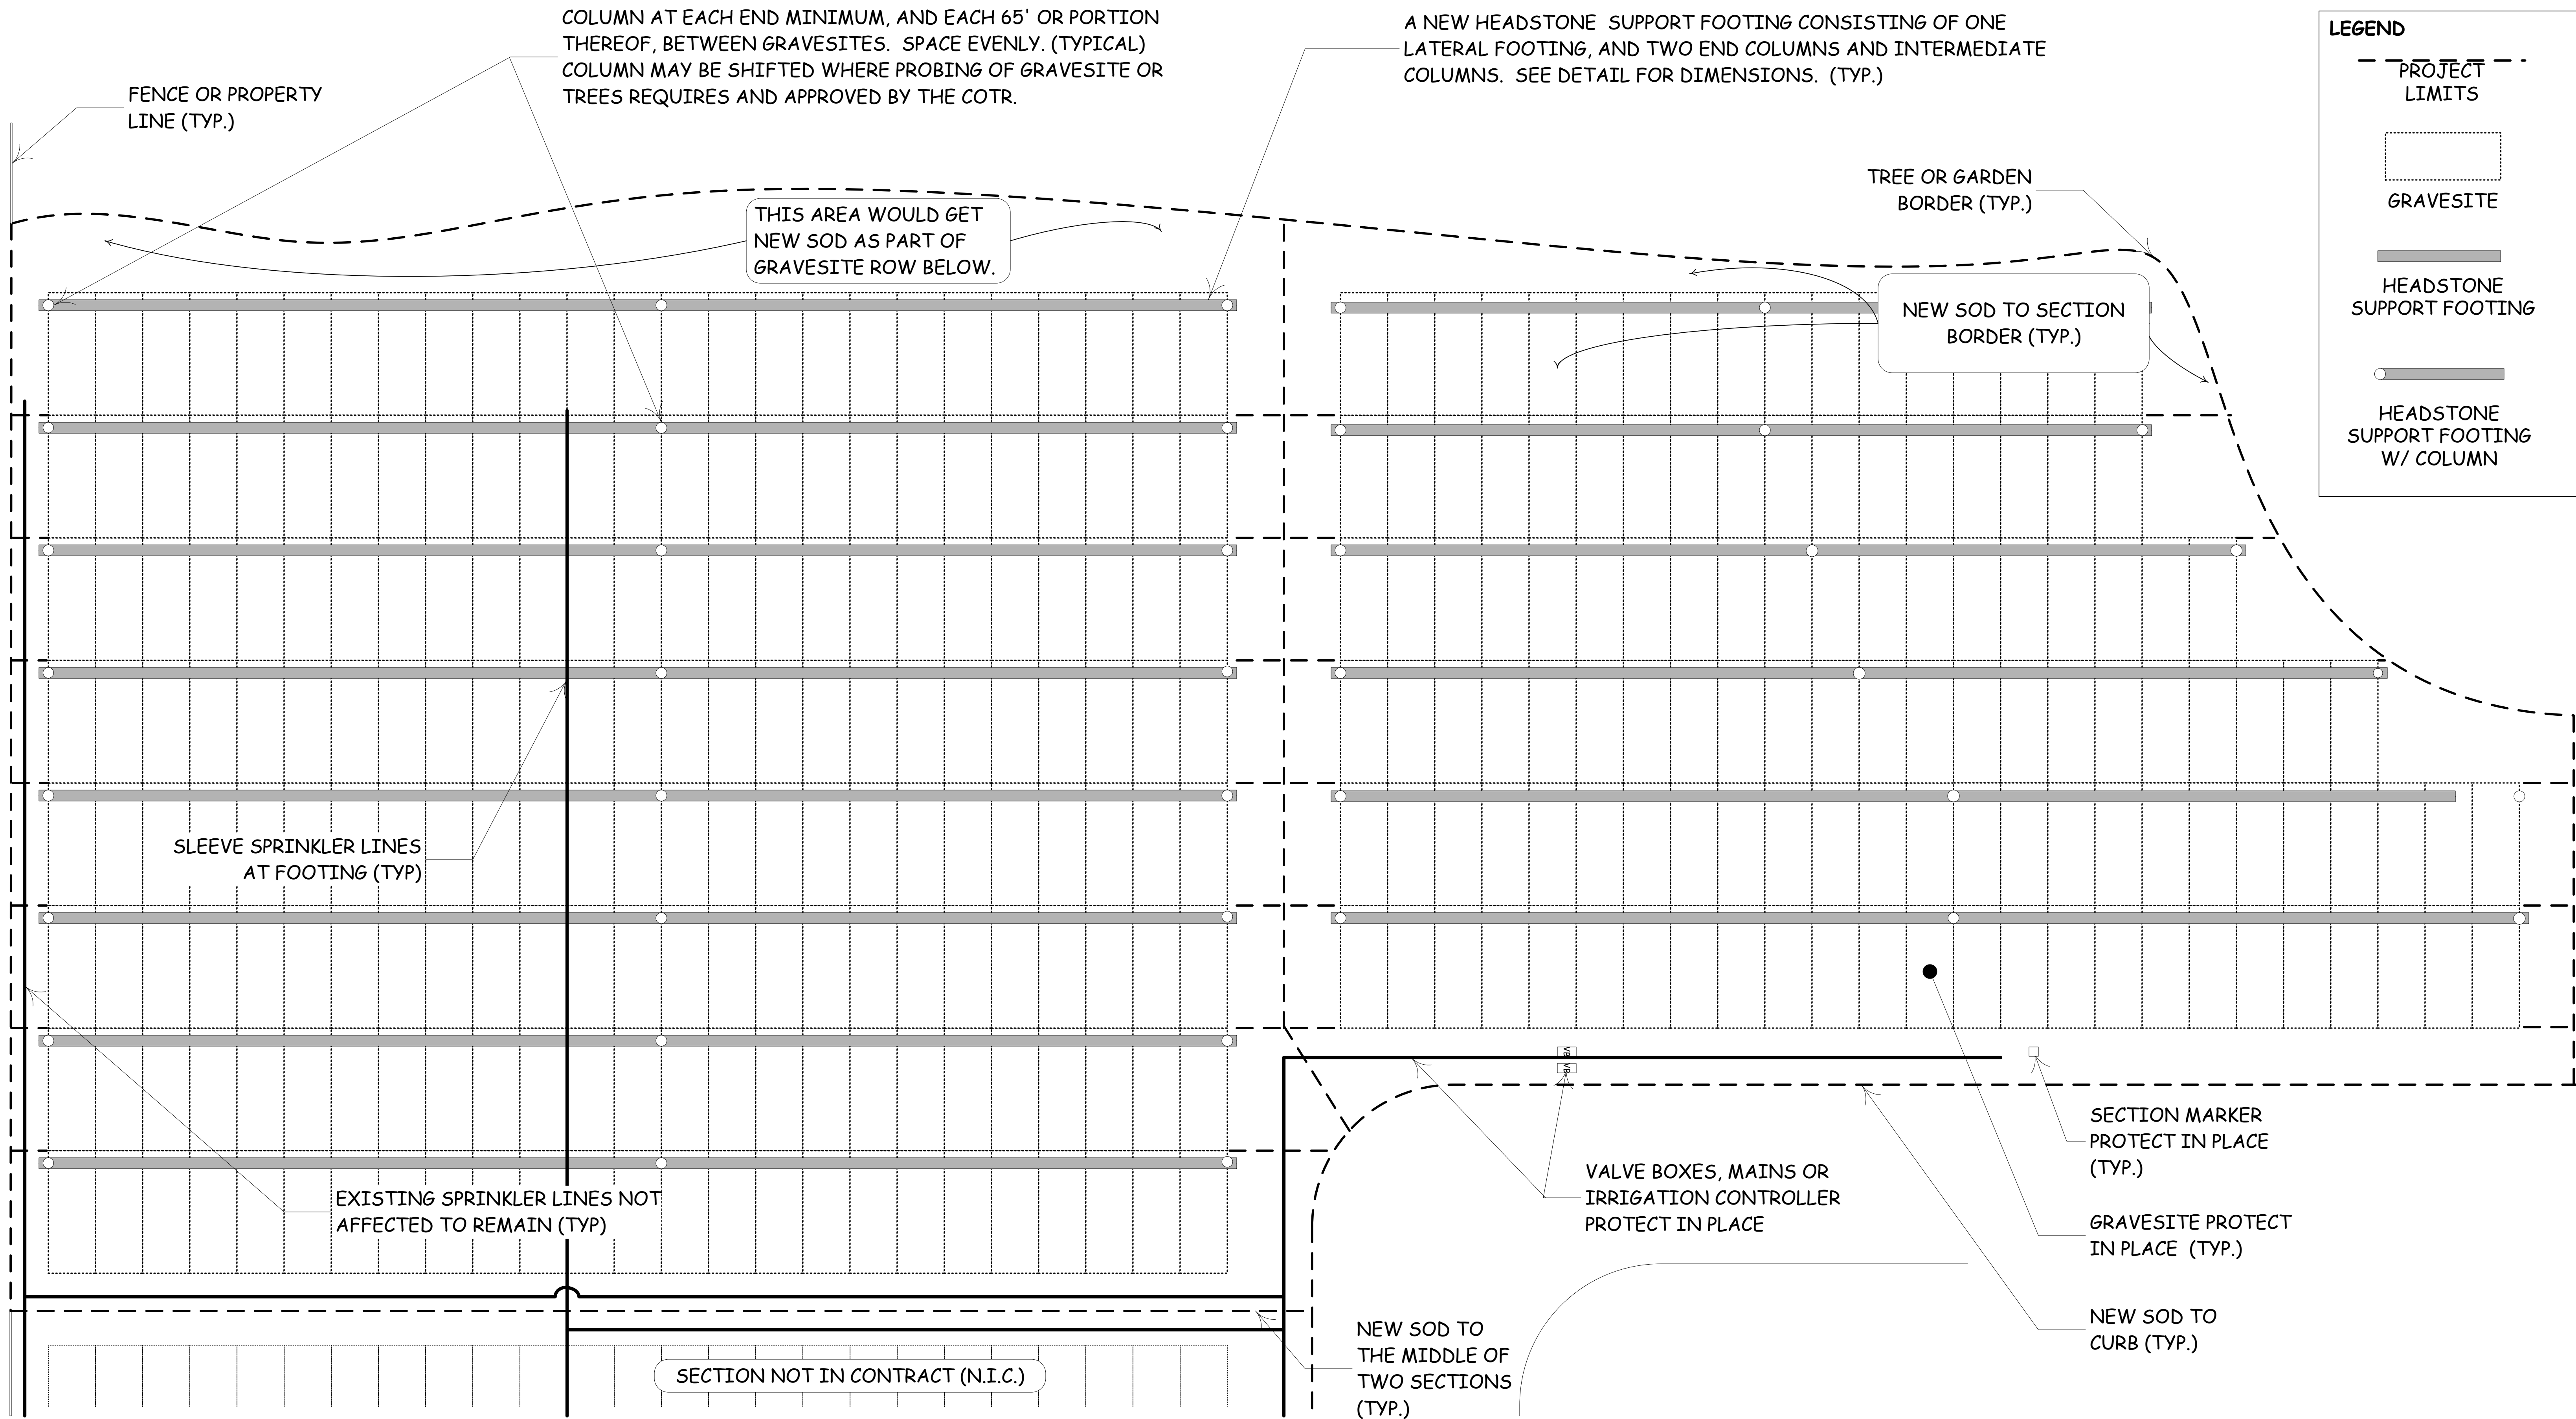 COLUMN AT EACH END MINIMUM, AND EACH 65' OR PORTION
THEREOF, BETWEEN GRAVESITES. SPACE EVENLY. (TYPICAL)
COLUMN MAY BE SHIFTED WHERE PROBING OF GRAVESITE OR
TREES REQUIRES AND APPROVED BY THE COTR.
A NEW HEADSTONE SUPPORT FOOTING CONSISTING OF ONE
LATERAL FOOTING, AND TWO END COLUMNS AND INTERMEDIATE
COLUMNS. SEE DETAIL FOR DIMENSIONS. (TYP.)
LEGEND
PROJECT
LIMITS
GRAVESITE
HEADSTONE
SUPPORT FOOTING
HEADSTONE
SUPPORT FOOTING
W/ COLUMN
FENCE OR PROPERTY
LINE (TYP.)
TREE OR GARDEN
BORDER (TYP.)
THIS AREA WOULD GET
NEW SOD AS PART OF
GRAVESITE ROW BELOW.
NEW SOD TO SECTION
BORDER (TYP.)
SLEEVE SPRINKLER LINES
AT FOOTING (TYP)
VB
VB
EXISTING SPRINKLER LINES NOT
AFFECTED TO REMAIN (TYP)
VALVE BOXES, MAINS OR
IRRIGATION CONTROLLER
PROTECT IN PLACE
SECTION MARKER
PROTECT IN PLACE
(TYP.)
GRAVESITE PROTECT
IN PLACE (TYP.)
NEW SOD TO
CURB (TYP.)
NEW SOD TO
THE MIDDLE OF
TWO SECTIONS
(TYP.)
SECTION NOT IN CONTRACT (N.I.C.)